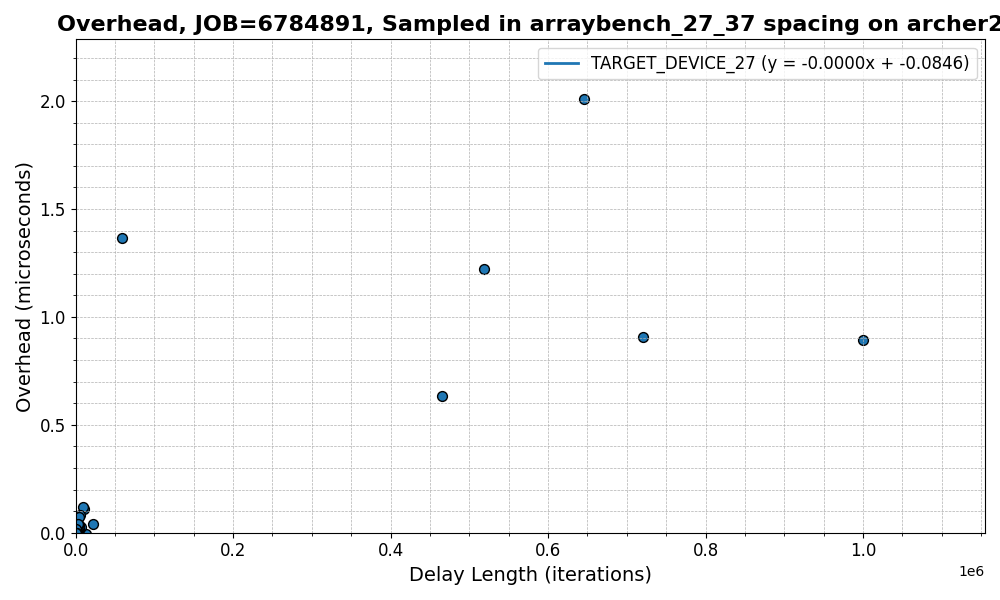 Overhead, JOB=6784891, Sampled in arraybench_27_37 spacing on archer2
TARGET_DEVICE_27 (y = -0.0000x + -0.0846)
Overhead (microseconds)
2.0
1.5
1.0
0.5
0.0
0.0 0.2 0.4 0.6 0.8 1.0
1e6
Delay Length (iterations)